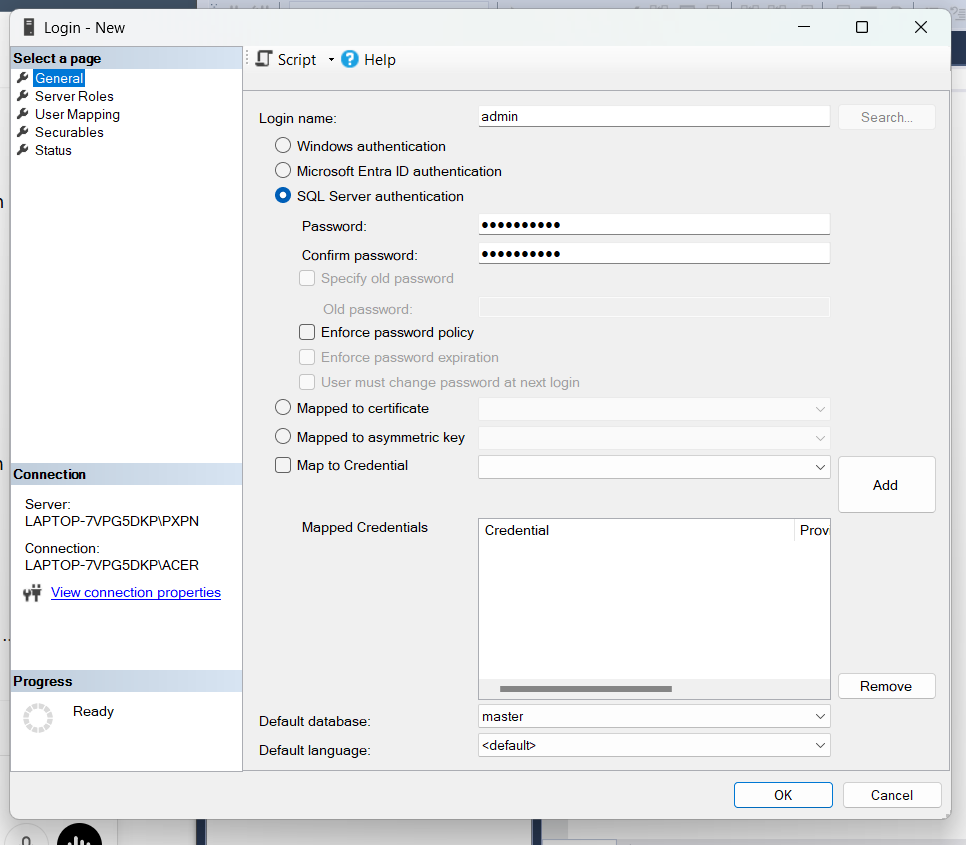 Login - New
Select a page
General
Server Roles
User Mapping
Securables
Status
Script
Help
Login name:
admin
Search...
Windows authentication
Microsoft Entra ID authentication
SQL Server authentication
Password:
●●●●●●●●●●
Confirm password:
●●●●●●●●●●
Specify old password
Old password:
Enforce password policy
Enforce password expiration
User must change password at next login
Mapped to certificate
Mapped to asymmetric key
Map to Credential
Add
Mapped Credentials
Credential
Prov
Remove
Default database:
master
Default language:
<default>
Connection
Server:
LAPTOP-7VPG5DKP\PXPN
Connection:
LAPTOP-7VPG5DKP\ACER
View connection properties
Progress
Ready
OK
Cancel